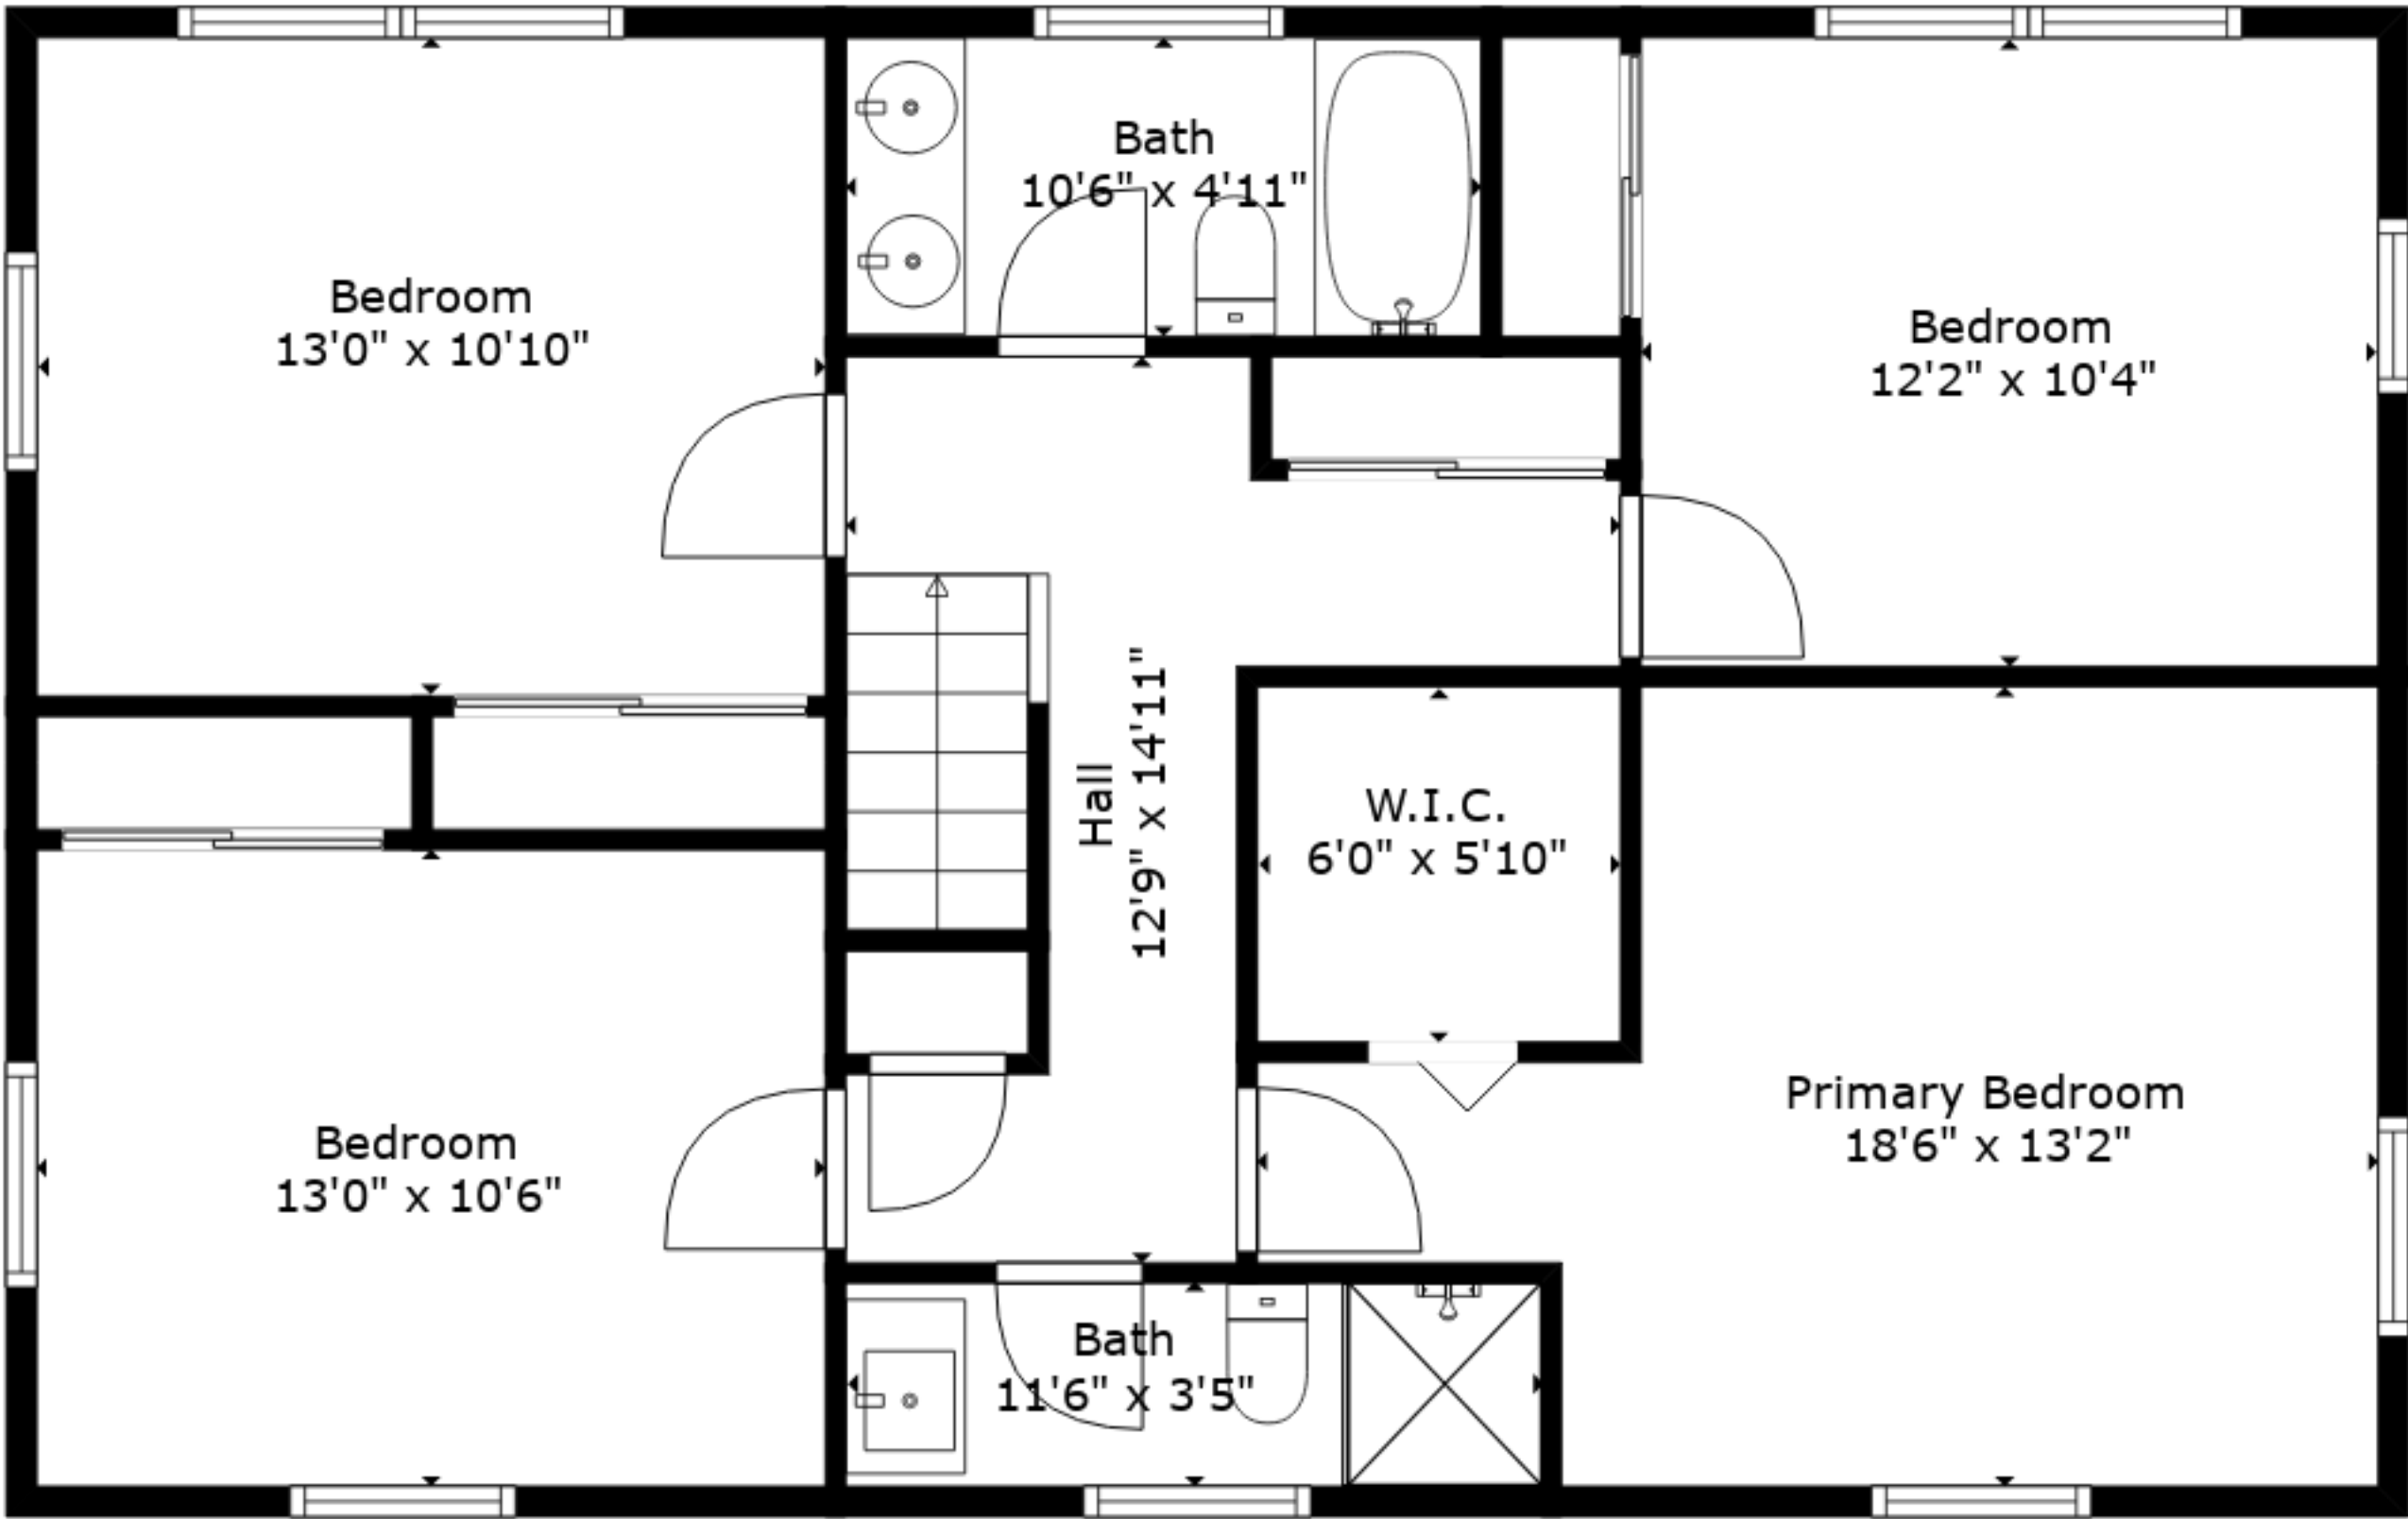 Bath
10'6" x 4'11"
Bedroom
13'0" x 10'10"
Bedroom
12'2" x 10'4"
Hall
12'9" x 14'11"
W.I.C.
6'0" x 5'10"
Primary Bedroom
18'6" x 13'2"
Bedroom
13'0" x 10'6"
Bath
11'6" x 3'5"